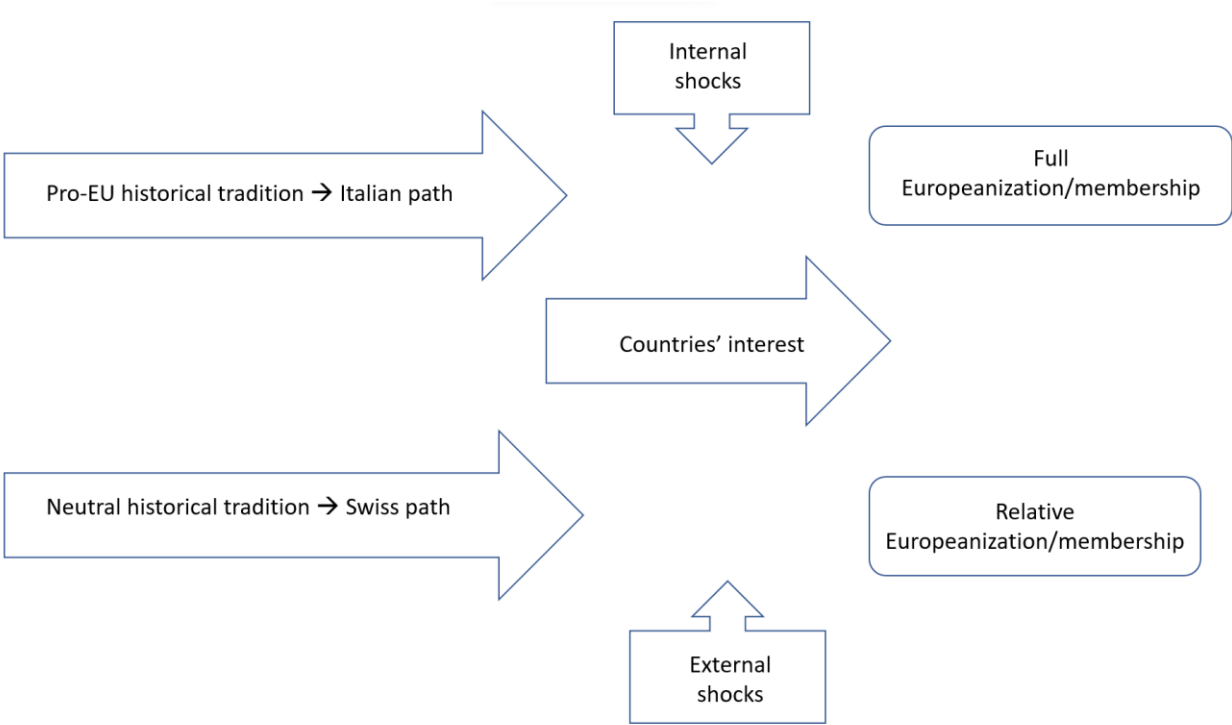 Internal
shocks
Pro-EU historical tradition → Italian path
Full
Europeanization/membership
Countries’ interest
Neutral historical tradition → Swiss path
Relative
Europeanization/membership
External
shocks